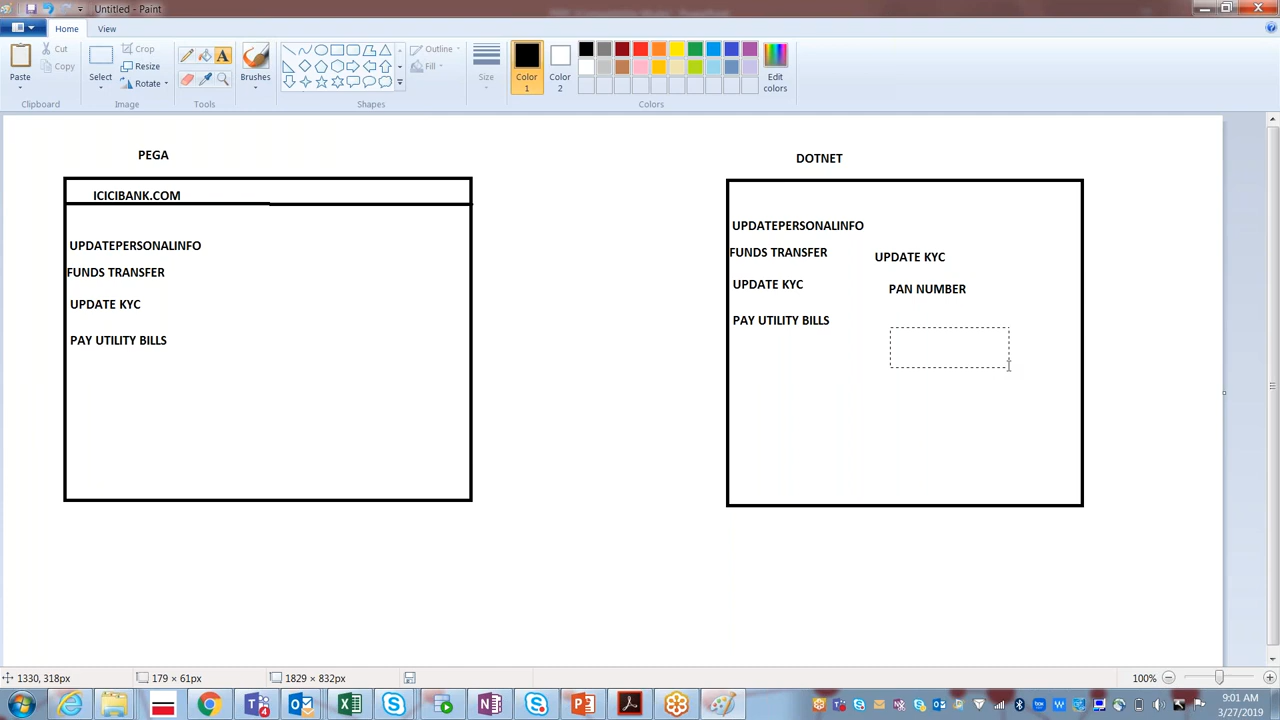 Untitled - Paint
Home
View
Paste
Cut
Copy
Clipboard
Select
Crop
Resize
Rotate
Image
Tools
Brushes
Shapes
Outline
Fill
Size
Color 1
Color 2
Edit colors
Colors
PEGA
ICICIBANK.COM
UPDATEPERSONALINFO
FUNDS TRANSFER
UPDATE KYC
PAY UTILITY BILLS
DOTNET
UPDATEPERSONALINFO
FUNDS TRANSFER
UPDATE KYC
PAY UTILITY BILLS
UPDATE KYC
PAN NUMBER
1330, 318px
179 × 61px
1829 × 832px
100%
9:01 AM
3/27/2019